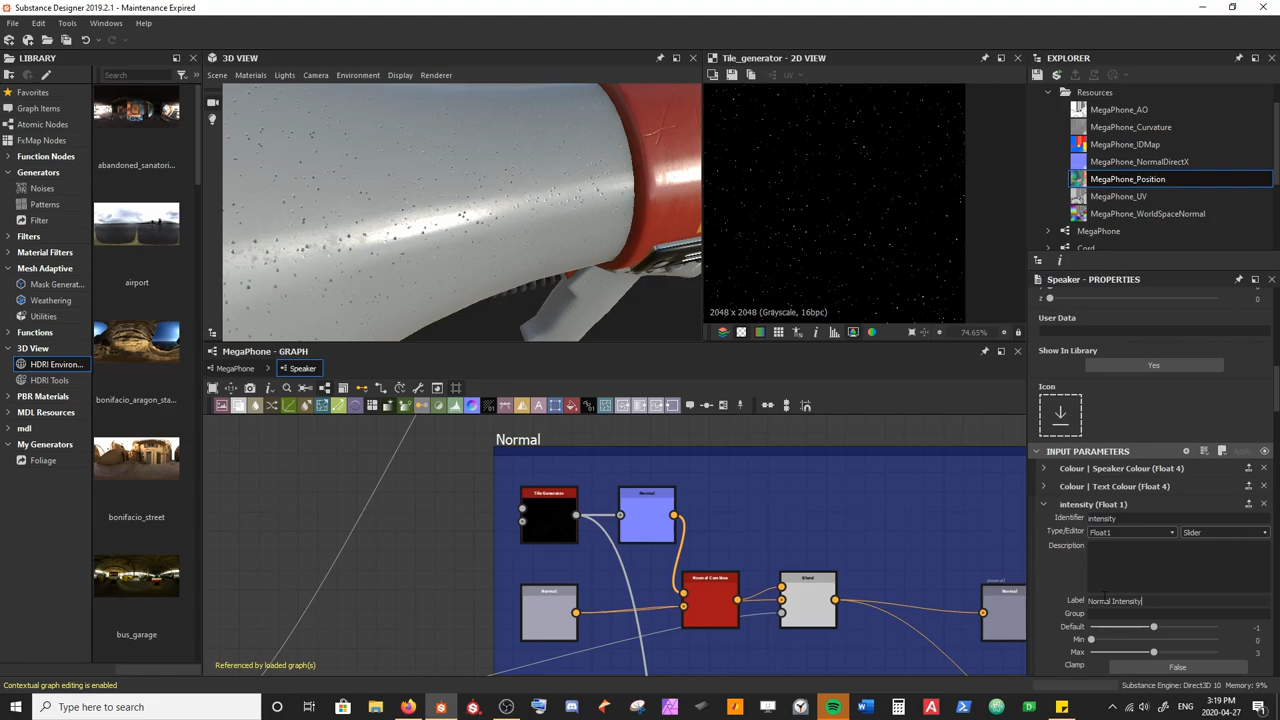 Substance Designer 2019.2.1 - Maintenance Expired
File Edit Tools Windows Help
LIBRARY
Search
Favorites
Graph Items
Atomic Nodes
FxMap Nodes
Function Nodes
Generators
Noises
Patterns
Filter
Filters
Material Filters
Mesh Adaptive
Mask Generat...
Weathering
Utilities
Functions
3D View
HDRI Environ...
HDRI Tools
PBR Materials
MDL Resources
mdl
My Generators
Foliage
abandoned_sanatori...
airport
bonifacio_aragon_sta...
bonifacio_street
bus_garage
3D VIEW
Scene Materials Lights Camera Environment Display Renderer
Tile_generator - 2D VIEW
UV
2048 x 2048 (Grayscale, 16bpc)
74.65%
MegaPhone - GRAPH
MegaPhone
Speaker
Normal
Tile Generator
Normal
Normal
Normal Combine
Blend
Normal
Referenced by loaded graph(s)
EXPLORER
Resources
MegaPhone_AO
MegaPhone_Curvature
MegaPhone_IDMap
MegaPhone_NormalDirectX
MegaPhone_Position
MegaPhone_UV
MegaPhone_WorldSpaceNormal
MegaPhone
Cord
Speaker - PROPERTIES
z 0
User Data
Show In Library
Yes
Icon
INPUT PARAMETERS
Apply
Colour | Speaker Colour (Float 4)
Colour | Text Colour (Float 4)
intensity (Float 1)
Identifier intensity
Type/Editor Float1 Slider
Description
Label Normal Intensity
Group
Default -1
Min 0
Max 3
Clamp False
Contextual graph editing is enabled
Substance Engine: Direct3D 10 Memory: 9%
Type here to search
3:19 PM
2020-04-27